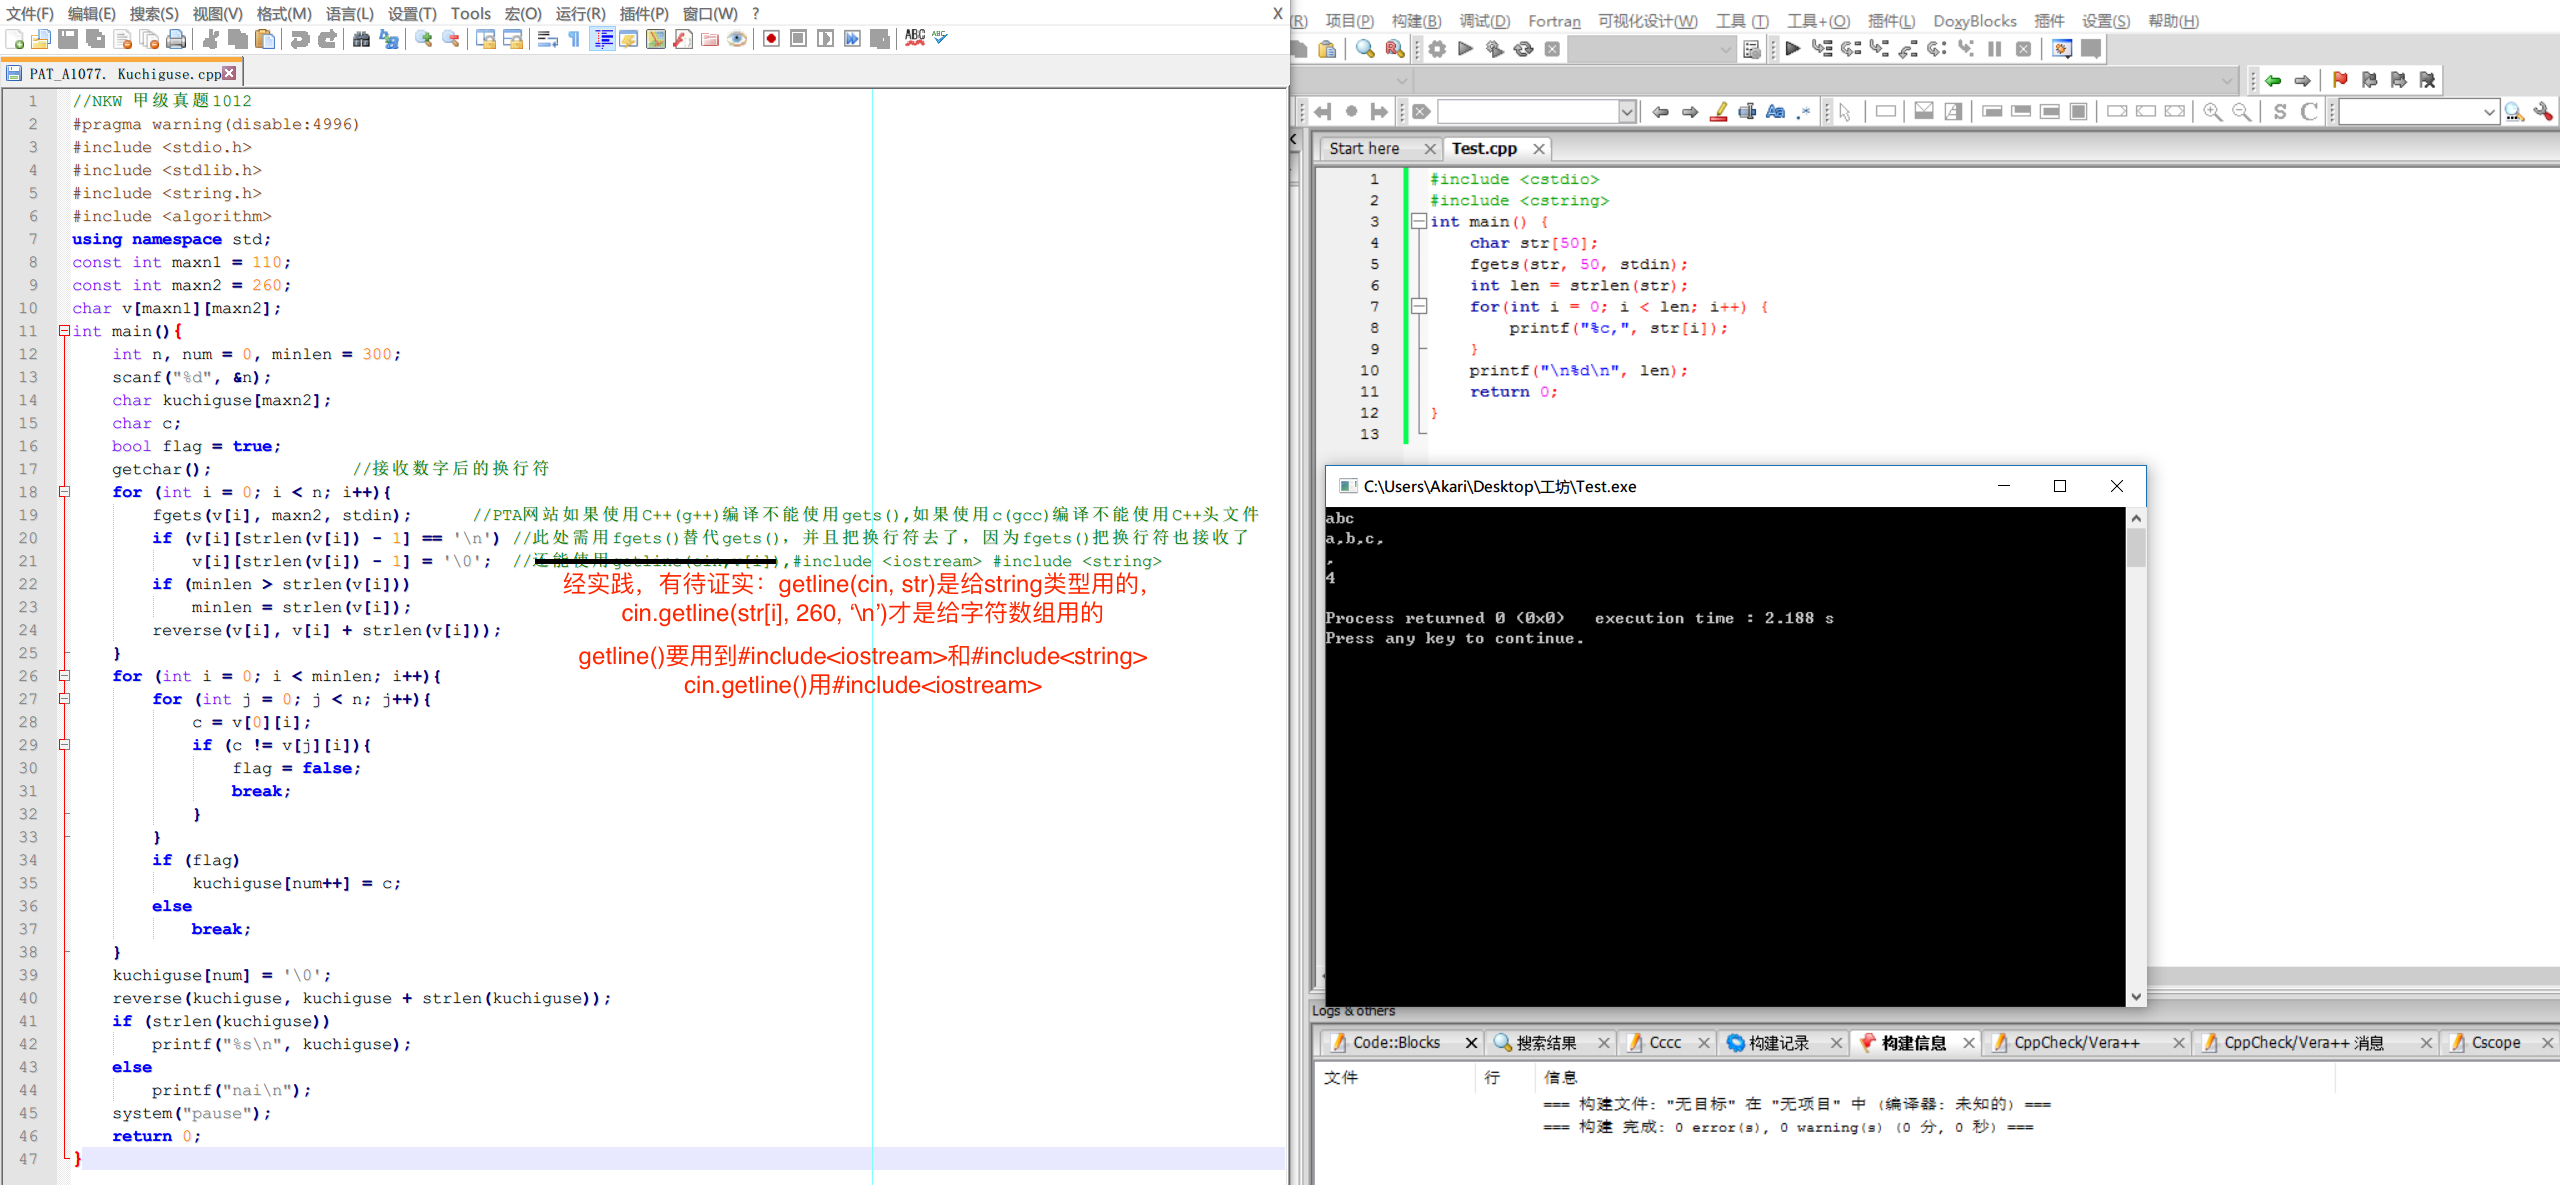 文件(F) 编辑(E) 搜索(S) 视图(V) 格式(M) 语言(L) 设置(T) Tools 宏(O) 运行(R) 插件(P) 窗口(W) ? X
PAT_A1077. Kuchiguse.cpp
1 //NKW 甲级真题1012
2 #pragma warning(disable:4996)
3 #include <stdio.h>
4 #include <stdlib.h>
5 #include <string.h>
6 #include <algorithm>
7 using namespace std;
8 const int maxn1 = 110;
9 const int maxn2 = 260;
10 char v[maxn1][maxn2];
11 int main(){
12 int n, num = 0, minlen = 300;
13 scanf("%d", &n);
14 char kuchiguse[maxn2];
15 char c;
16 bool flag = true;
17 getchar(); //接收数字后的换行符
18 for (int i = 0; i < n; i++){
19 fgets(v[i], maxn2, stdin); //PTA网站如果使用C++(g++)编译不能使用gets(),如果使用c(gcc)编译不能使用C++头文件
20 if (v[i][strlen(v[i]) - 1] == '\n') //此处需用fgets()替代gets(), 并且把换行符去了, 因为fgets()把换行符也接收了
21 v[i][strlen(v[i]) - 1] = '\0'; //还能使用getline(cin,v[i]),#include <iostream> #include <string>
22 if (minlen > strlen(v[i]))
23 minlen = strlen(v[i]);
24 reverse(v[i], v[i] + strlen(v[i]));
25 }
26 for (int i = 0; i < minlen; i++){
27 for (int j = 0; j < n; j++){
28 c = v[0][i];
29 if (c != v[j][i]){
30 flag = false;
31 break;
32 }
33 }
34 if (flag)
35 kuchiguse[num++] = c;
36 else
37 break;
38 }
39 kuchiguse[num] = '\0';
40 reverse(kuchiguse, kuchiguse + strlen(kuchiguse));
41 if (strlen(kuchiguse))
42 printf("%s\n", kuchiguse);
43 else
44 printf("nai\n");
45 system("pause");
46 return 0;
47 }
经实践，有待证实：getline(cin, str)是给string类型用的，
cin.getline(str[i], 260, ‘\n’)才是给字符数组用的
getline()要用到#include<iostream>和#include<string>
cin.getline()用#include<iostream>
(R) 项目(P) 构建(B) 调试(D) Fortran 可视化设计(W) 工具 (T) 工具+(O) 插件(L) DoxyBlocks 插件 设置(S) 帮助(H)
Start here Test.cpp
1 #include <cstdio>
2 #include <cstring>
3 int main() {
4 char str[50];
5 fgets(str, 50, stdin);
6 int len = strlen(str);
7 for(int i = 0; i < len; i++) {
8 printf("%c,", str[i]);
9 }
10 printf("\n%d\n", len);
11 return 0;
12 }
13
C:\Users\Akari\Desktop\工坊\Test.exe
abc
a,b,c,
,
4
Process returned 0 (0x0) execution time : 2.188 s
Press any key to continue.
Logs & others
Code::Blocks 搜索结果 Cccc 构建记录 构建信息 CppCheck/Vera++ CppCheck/Vera++ 消息 Cscope
文件 行 信息
=== 构建文件: "无目标" 在 "无项目" 中 (编译器: 未知的) ===
=== 构建 完成: 0 error(s), 0 warning(s) (0 分, 0 秒) ===